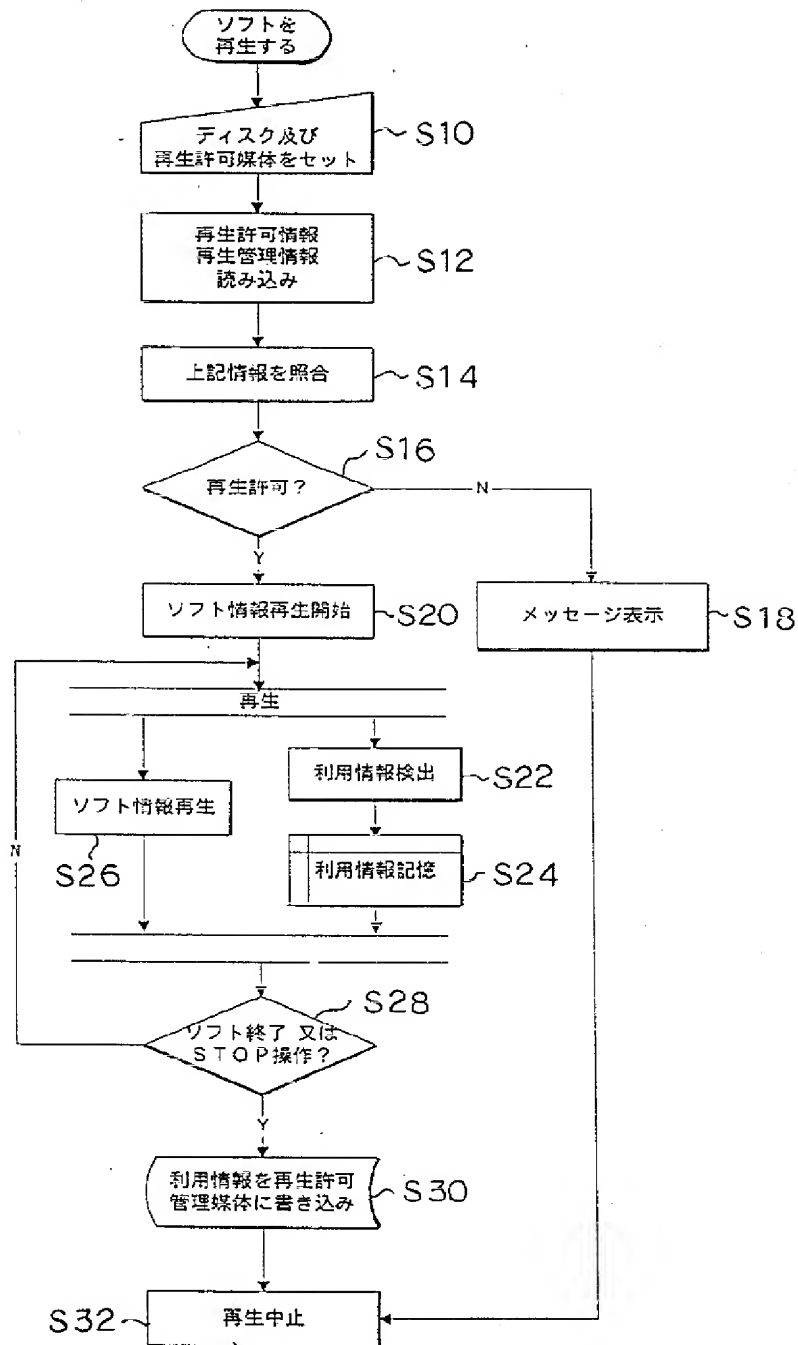 ソフトを
再生する
ディスク及び
再生許可媒体をセット
S10
再生許可情報
再生管理情報
読み込み
S12
上記情報を照合
S14
S16
再生許可?
N
Y
ソフト情報再生開始
S20
メッセージ表示
S18
再生
利用情報検出
S22
ソフト情報再生
S26
利用情報記憶
S24
N
S28
ソフト終了 又は
STOP操作?
Y
利用情報を再生許可
管理媒体に書き込み
S30
S32
再生中止